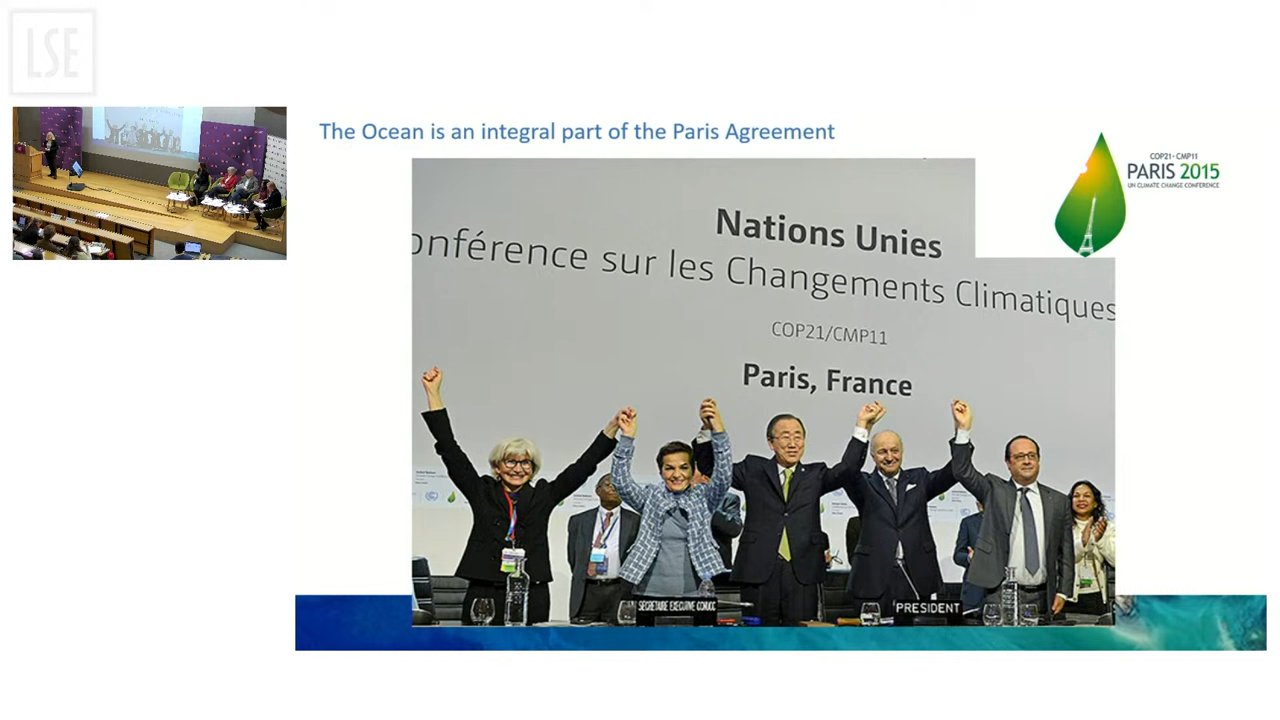 LSE
The Ocean is an integral part of the Paris Agreement
COP21·CMP11
PARIS 2015
UN CLIMATE CHANGE CONFERENCE
Nations Unies
onférence sur les Changements Climatiques
COP21/CMP11
Paris, France
SECRETAIRE EXECUTIVE CCNUCC
PRESIDENT